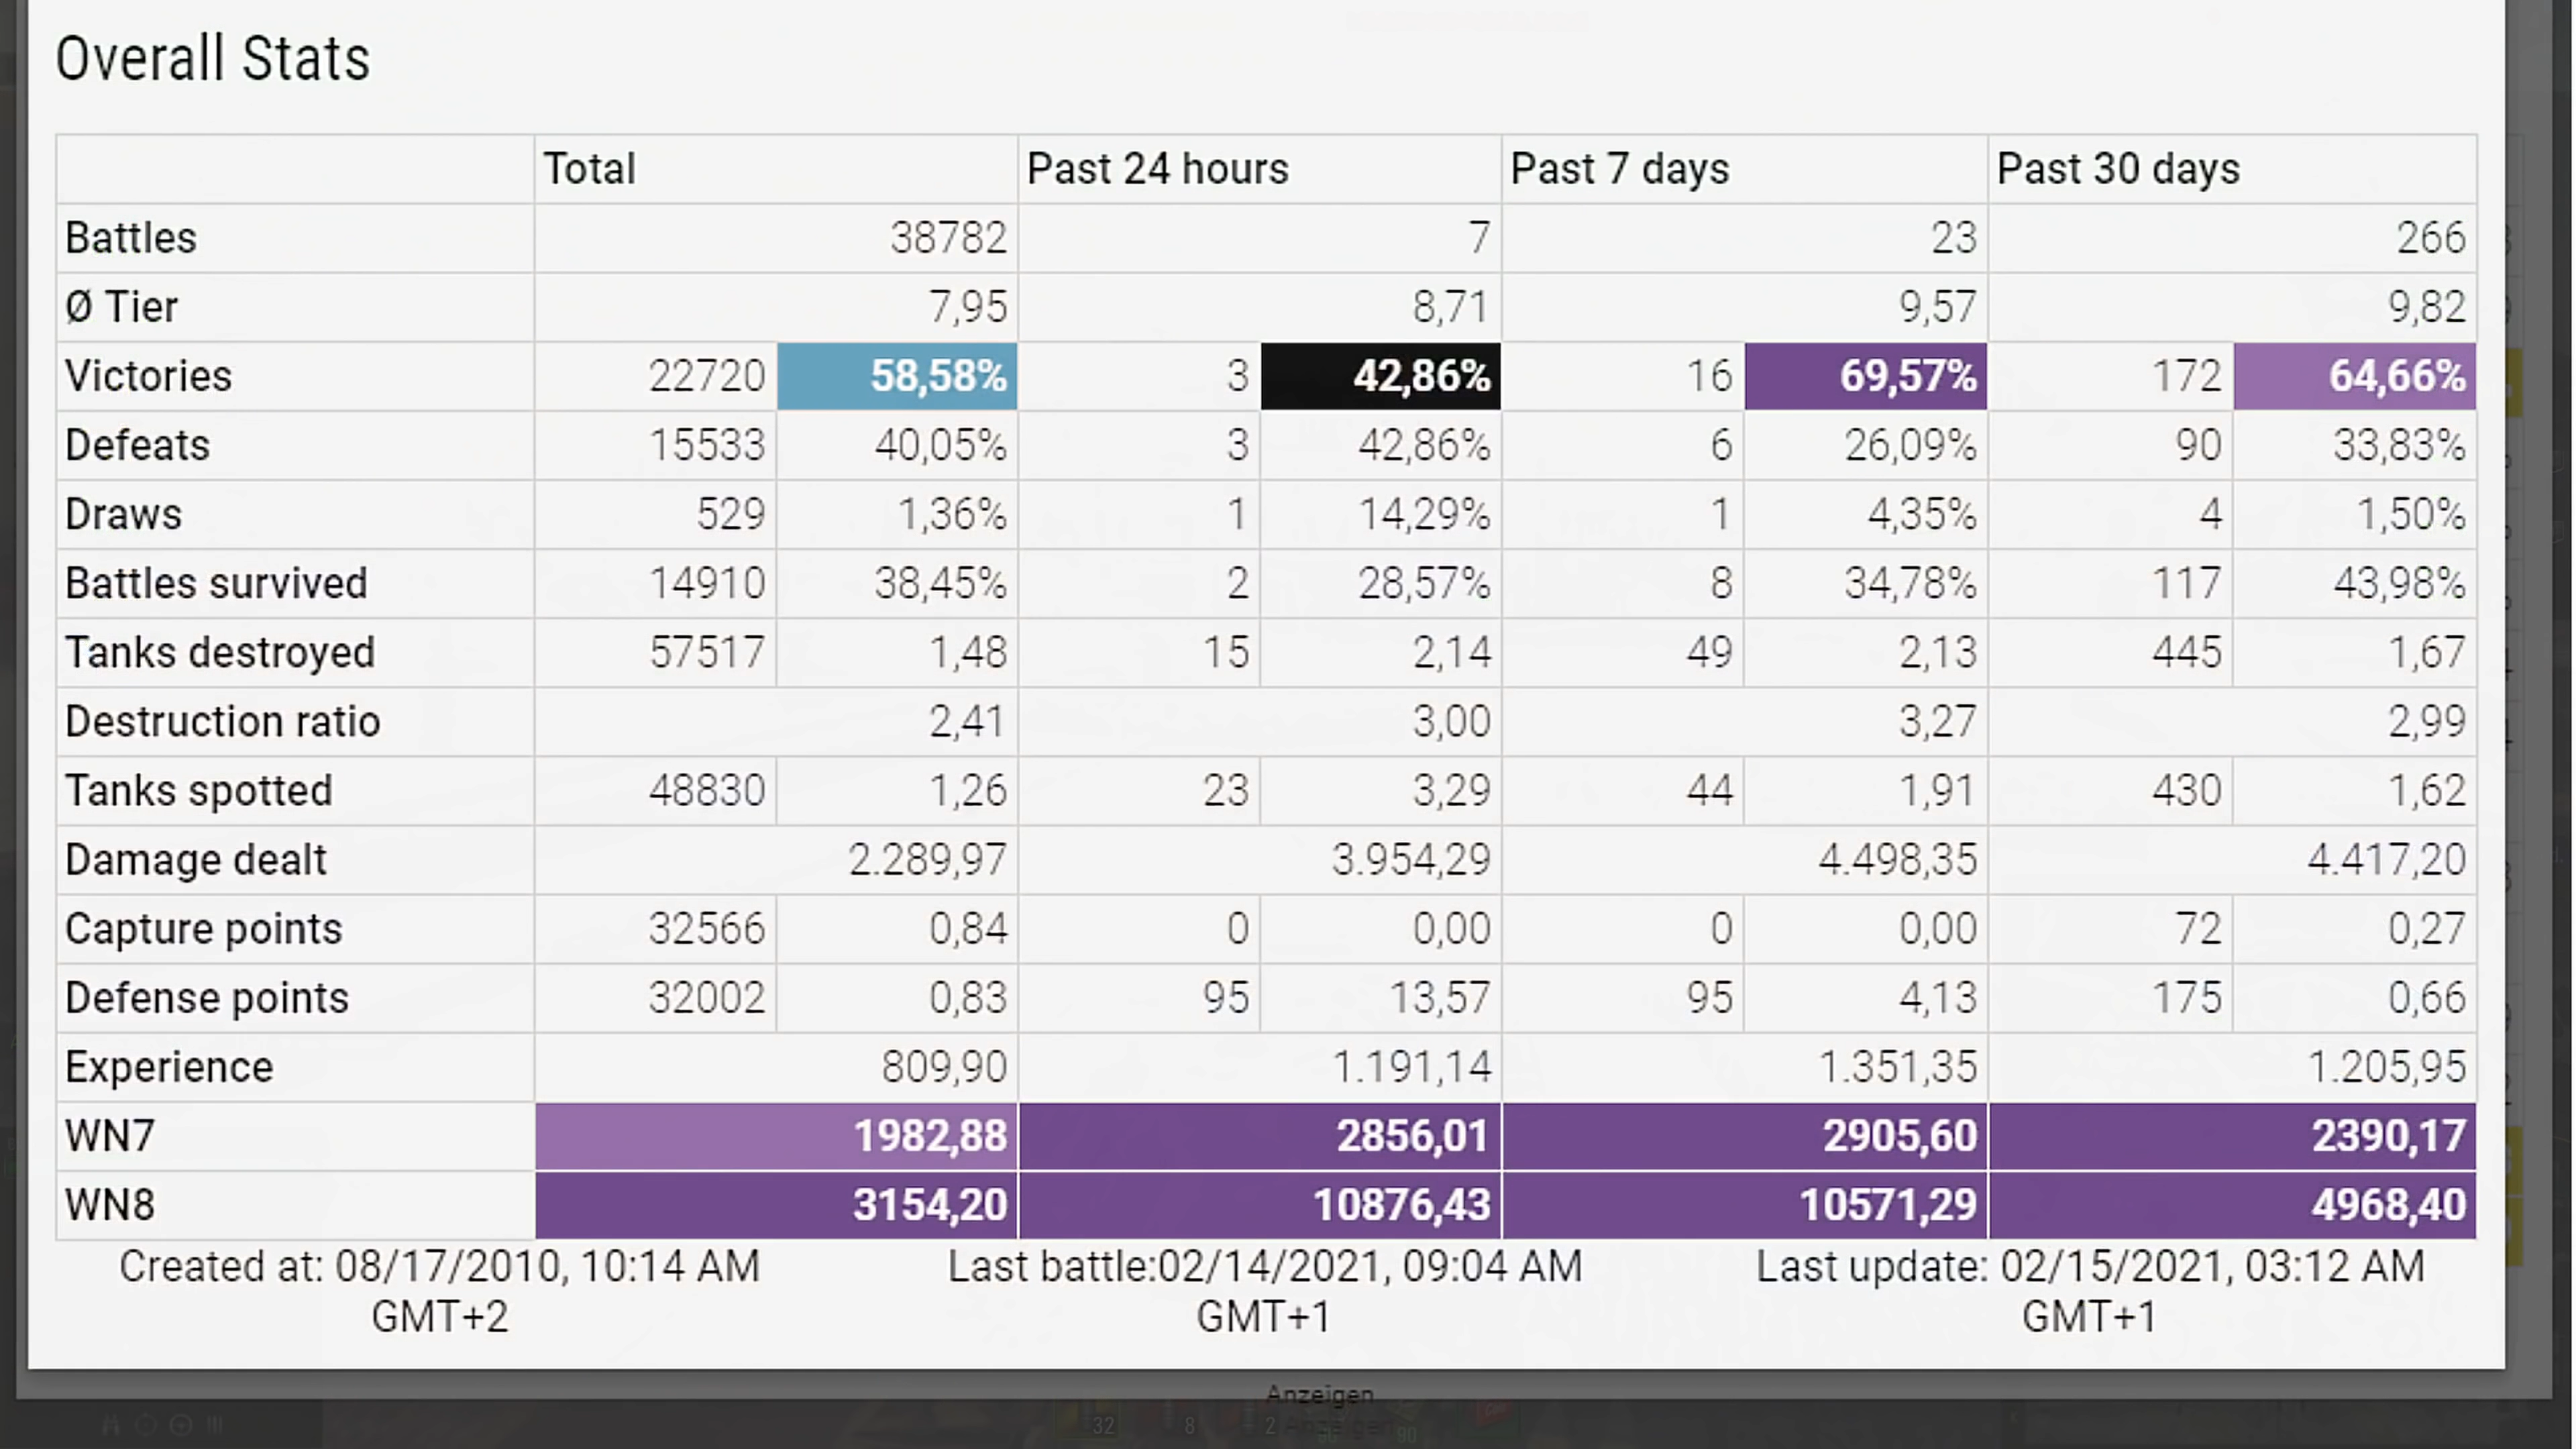 Overall Stats
Total Past 24 hours Past 7 days Past 30 days
Battles 38782 7 23 266
Ø Tier 7,95 8,71 9,57 9,82
Victories 22720 58,58% 3 42,86% 16 69,57% 172 64,66%
Defeats 15533 40,05% 3 42,86% 6 26,09% 90 33,83%
Draws 529 1,36% 1 14,29% 1 4,35% 4 1,50%
Battles survived 14910 38,45% 2 28,57% 8 34,78% 117 43,98%
Tanks destroyed 57517 1,48 15 2,14 49 2,13 445 1,67
Destruction ratio 2,41 3,00 3,27 2,99
Tanks spotted 48830 1,26 23 3,29 44 1,91 430 1,62
Damage dealt 2.289,97 3.954,29 4.498,35 4.417,20
Capture points 32566 0,84 0 0,00 0 0,00 72 0,27
Defense points 32002 0,83 95 13,57 95 4,13 175 0,66
Experience 809,90 1.191,14 1.351,35 1.205,95
WN7 1982,88 2856,01 2905,60 2390,17
WN8 3154,20 10876,43 10571,29 4968,40
Created at: 08/17/2010, 10:14 AM GMT+2
Last battle:02/14/2021, 09:04 AM GMT+1
Last update: 02/15/2021, 03:12 AM GMT+1
Anzeigen
32 8 2 Anzeigen 90